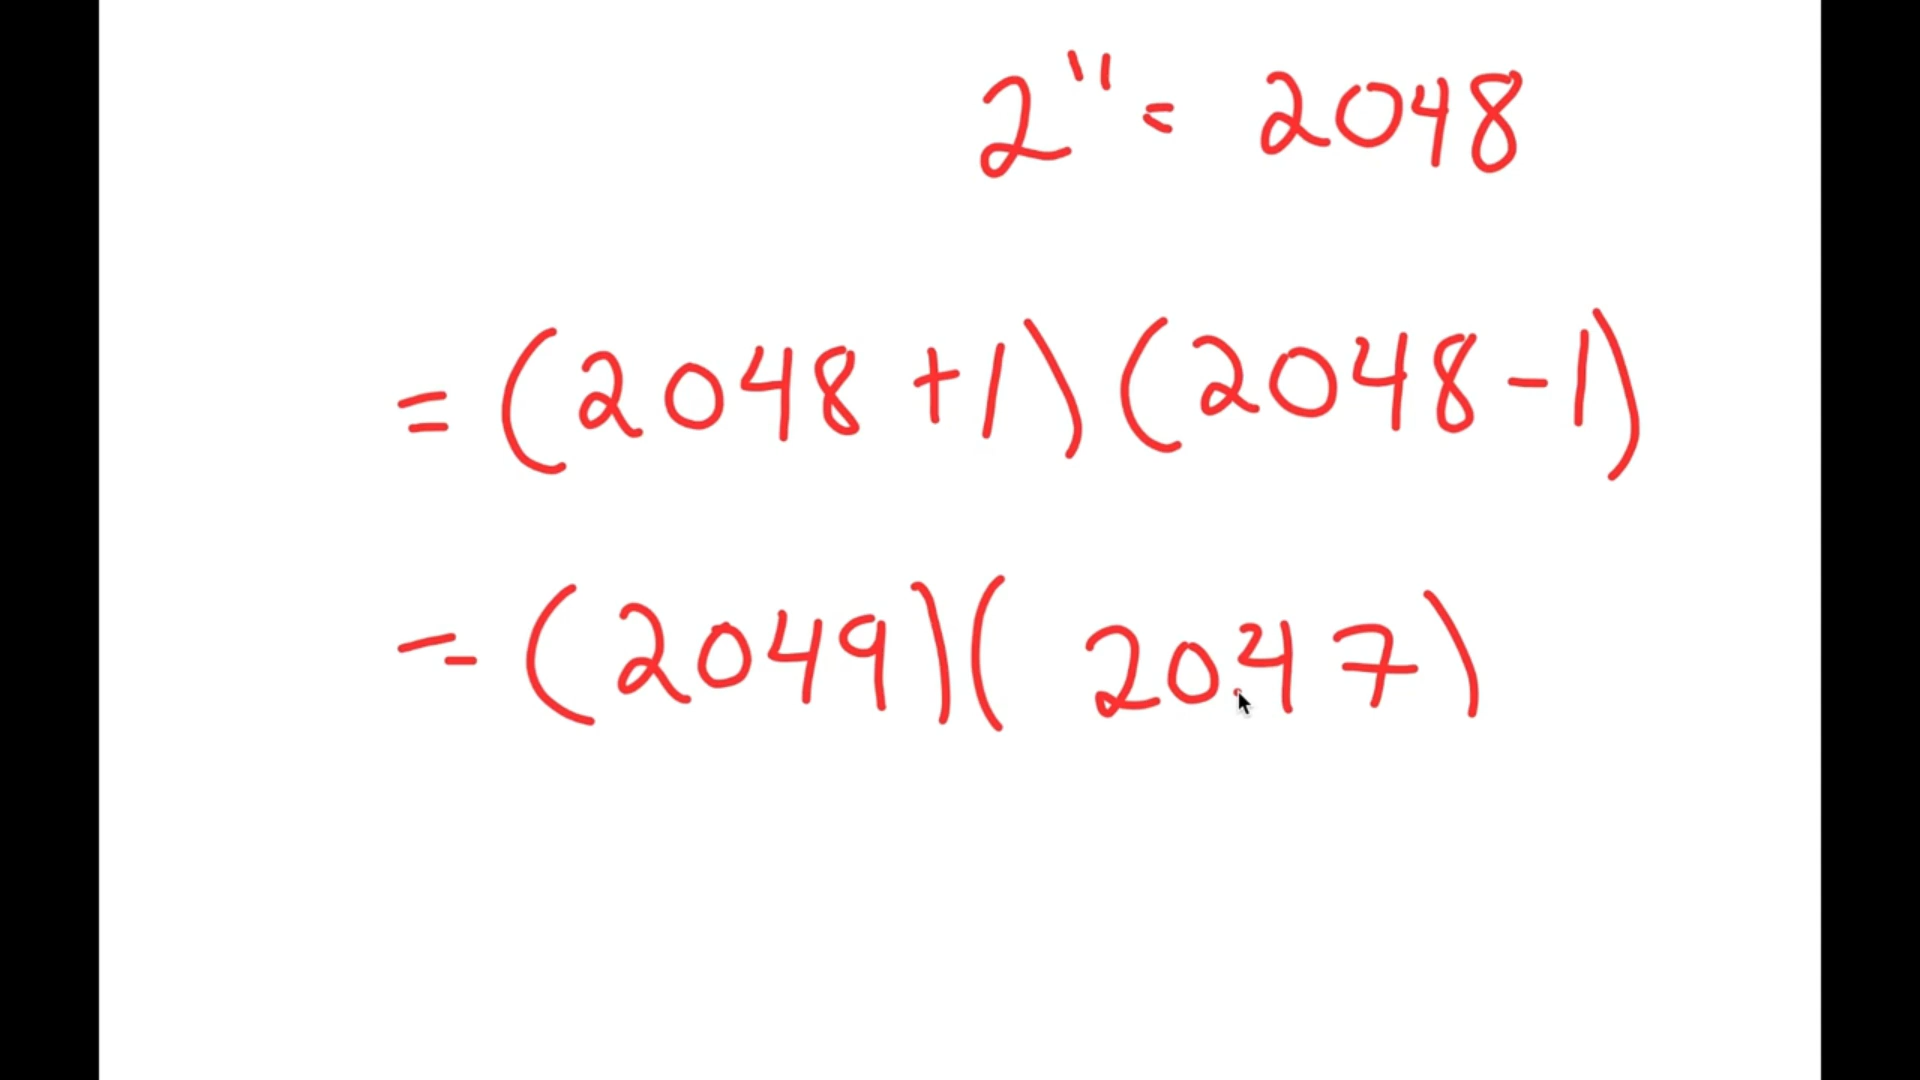 2¹¹ = 2048
= (2048 + 1) (2048 - 1)
= (2049) (2047)